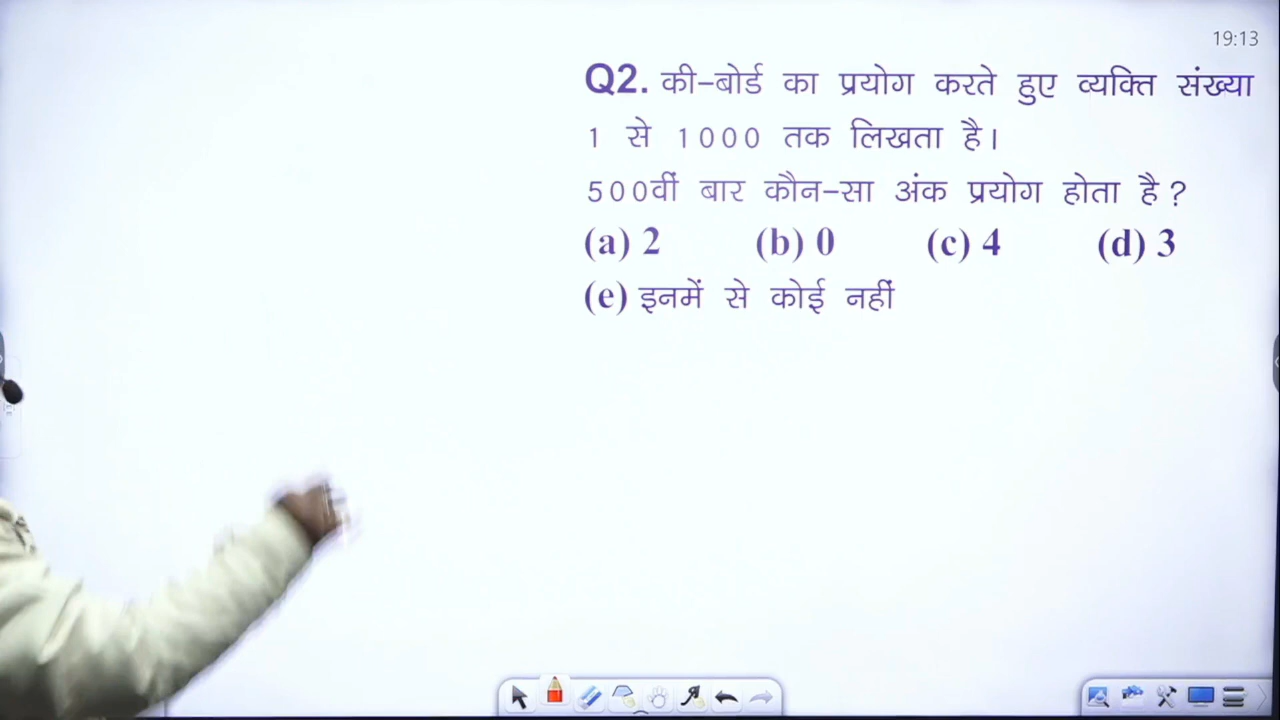 19:13
Q2. की-बोर्ड का प्रयोग करते हुए व्यक्ति संख्या
1 से 1000 तक लिखता है।
500वीं बार कौन-सा अंक प्रयोग होता है?
(a) 2 (b) 0 (c) 4 (d) 3
(e) इनमें से कोई नहीं